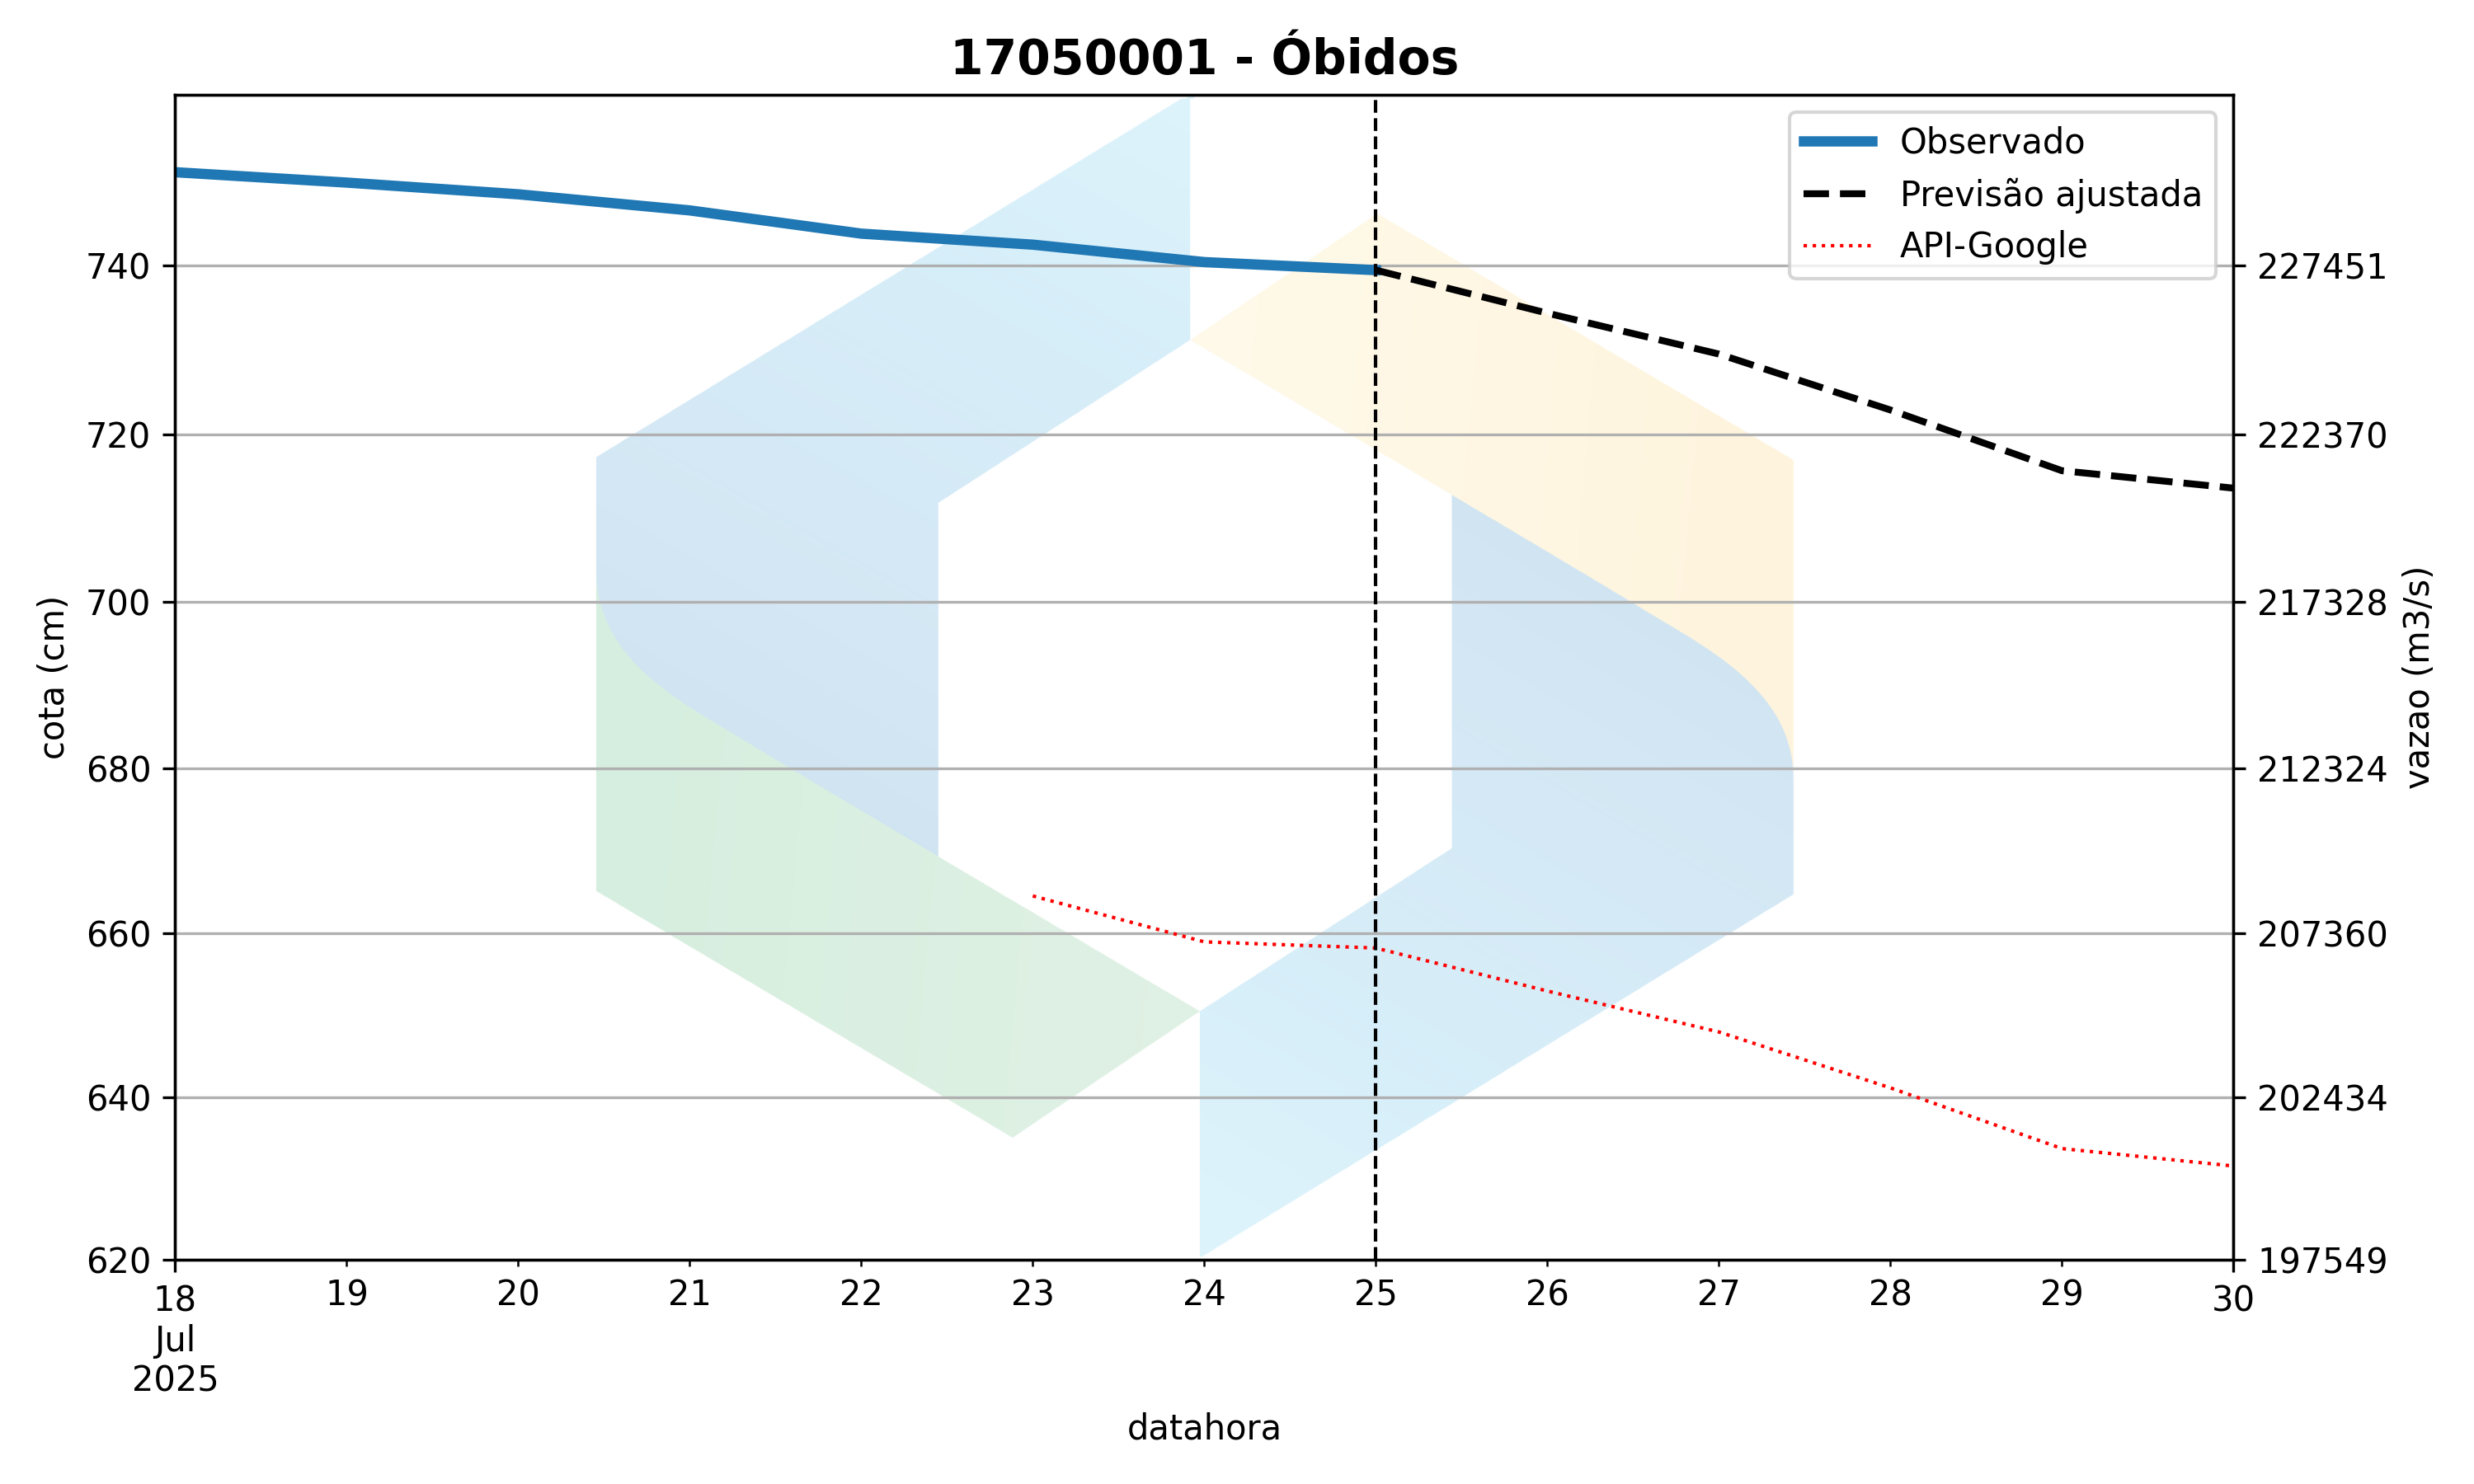 17050001 - Óbidos
Observado
Previsão ajustada
API-Google
740
720
700
680
660
640
620
cota (cm)
227451
222370
217328
212324
207360
202434
197549
vazao (m3/s)
18 19 20 21 22 23 24 25 26 27 28 29 30
Jul
2025
datahora